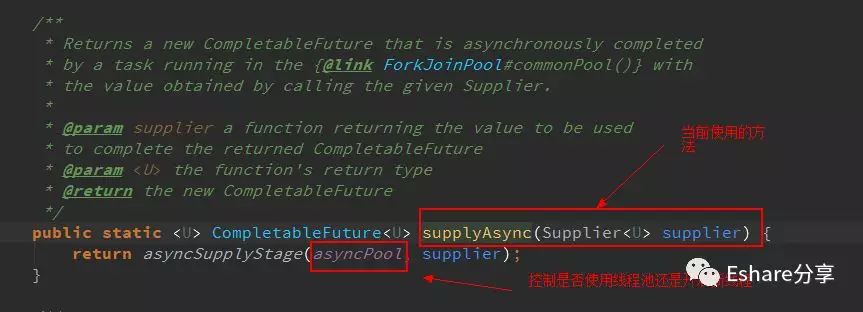 /**
* Returns a new CompletableFuture that is asynchronously completed
* by a task running in the {@link ForkJoinPool#commonPool()} with
* the value obtained by calling the given Supplier.
*
* @param supplier a function returning the value to be used
* to complete the returned CompletableFuture
* @param <U> the function's return type
* @return the new CompletableFuture
*/
public static <U> CompletableFuture<U> supplyAsync(Supplier<U> supplier) {
return asyncSupplyStage(asyncPool, supplier);
}
当前使用的方
法
控制是否使用线程池还是
Eshare分享